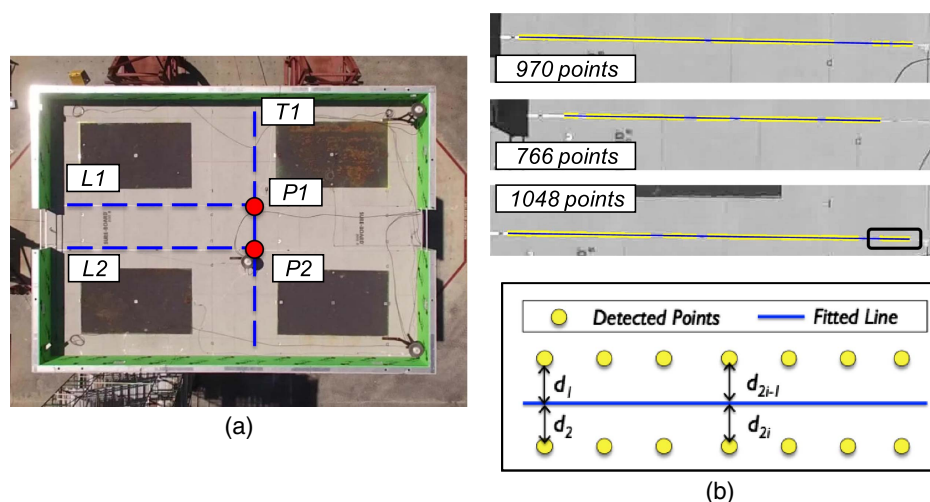 T1
L1
P1
L2
P2
(a)
970 points
766 points
1048 points
Detected Points
Fitted Line
d1
d2i-1
d2
d2i
(b)